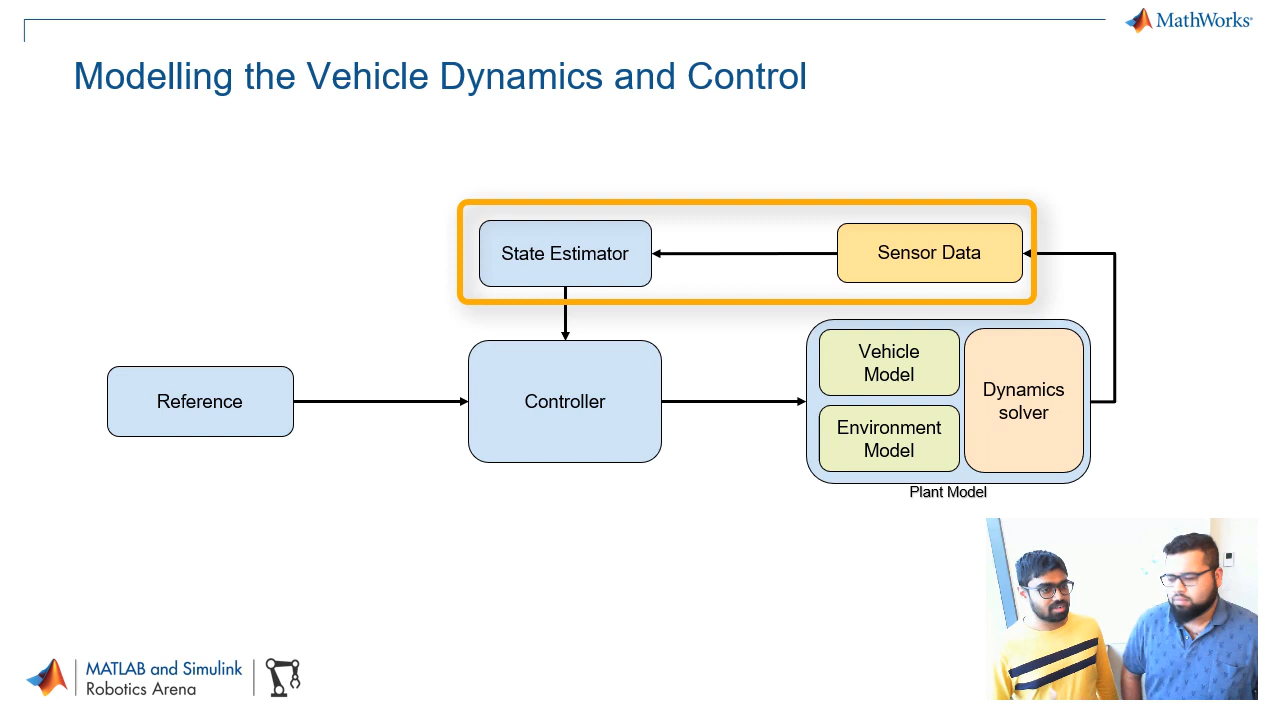 MathWorks
Modelling the Vehicle Dynamics and Control
State Estimator
Sensor Data
Reference
Controller
Vehicle
Model
Environment
Model
Dynamics
solver
Plant Model
MATLAB and Simulink
Robotics Arena